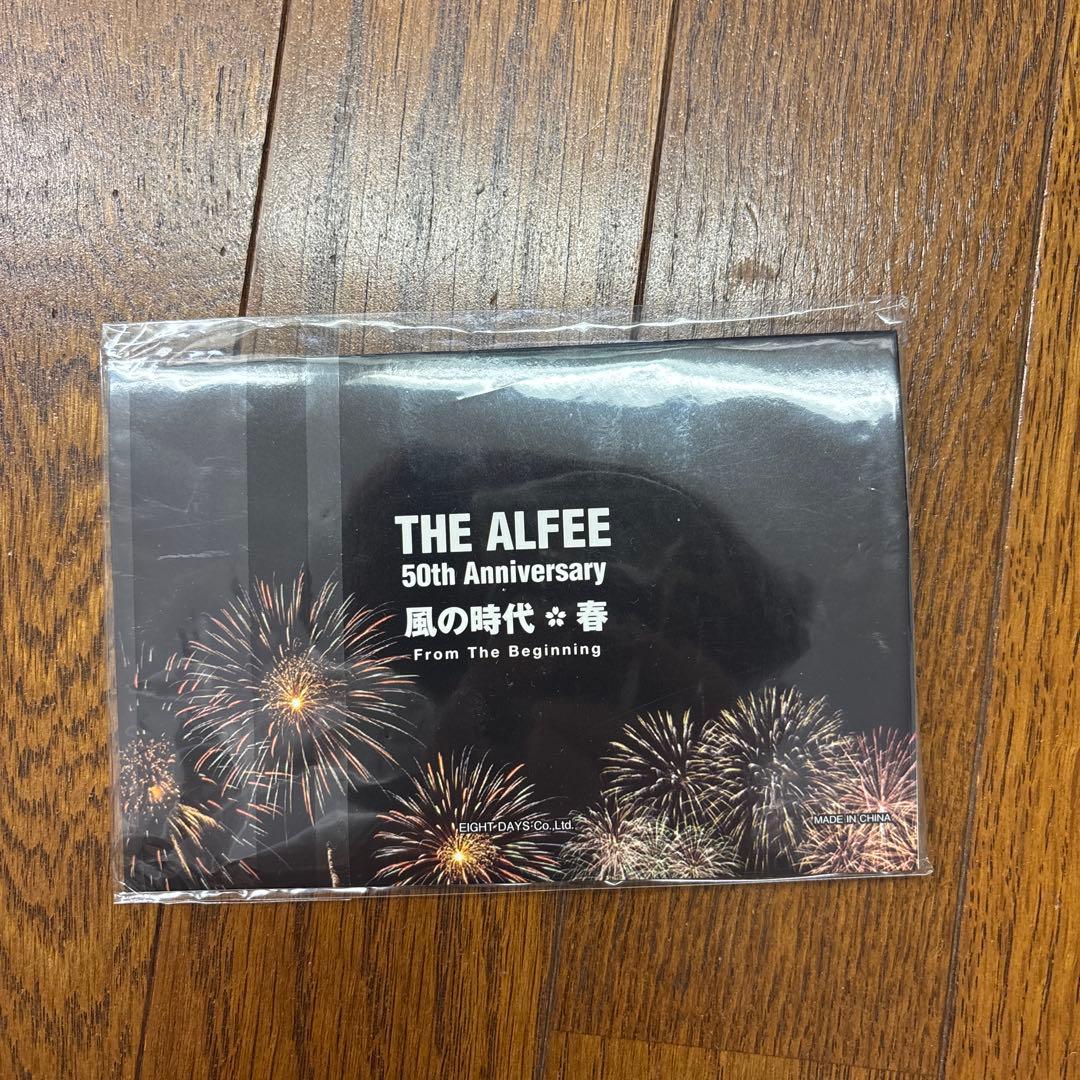 THE ALFEE
50th Anniversary
風の時代 ✿ 春
From The Beginning
EIGHT DAYS Co.,Ltd.
MADE IN CHINA